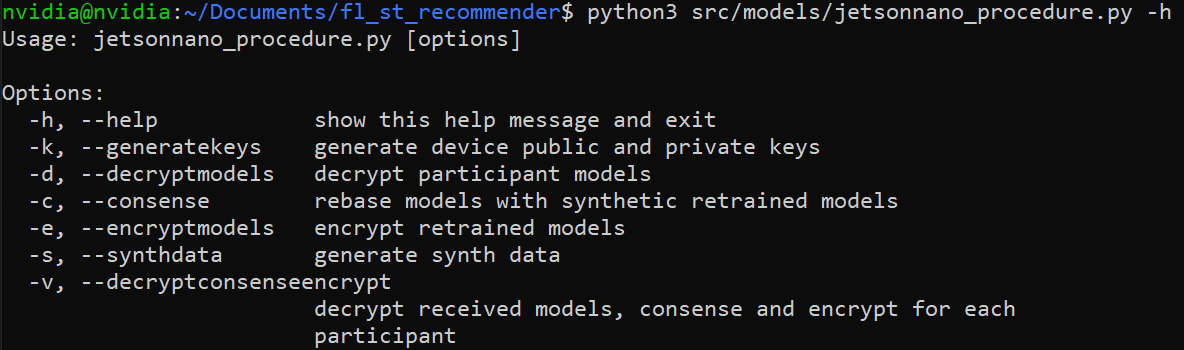 nvidia@nvidia:~/Documents/fl_st_recommender$ python3 src/models/jetsonnano_procedure.py -h
Usage: jetsonnano_procedure.py [options]
Options:
-h, --help show this help message and exit
-k, --generatekeys generate device public and private keys
-d, --decryptmodels decrypt participant models
-c, --consense rebase models with synthetic retrained models
-e, --encryptmodels encrypt retrained models
-s, --synthdata generate synth data
-v, --decryptconsenseencrypt
decrypt received models, consense and encrypt for each
participant